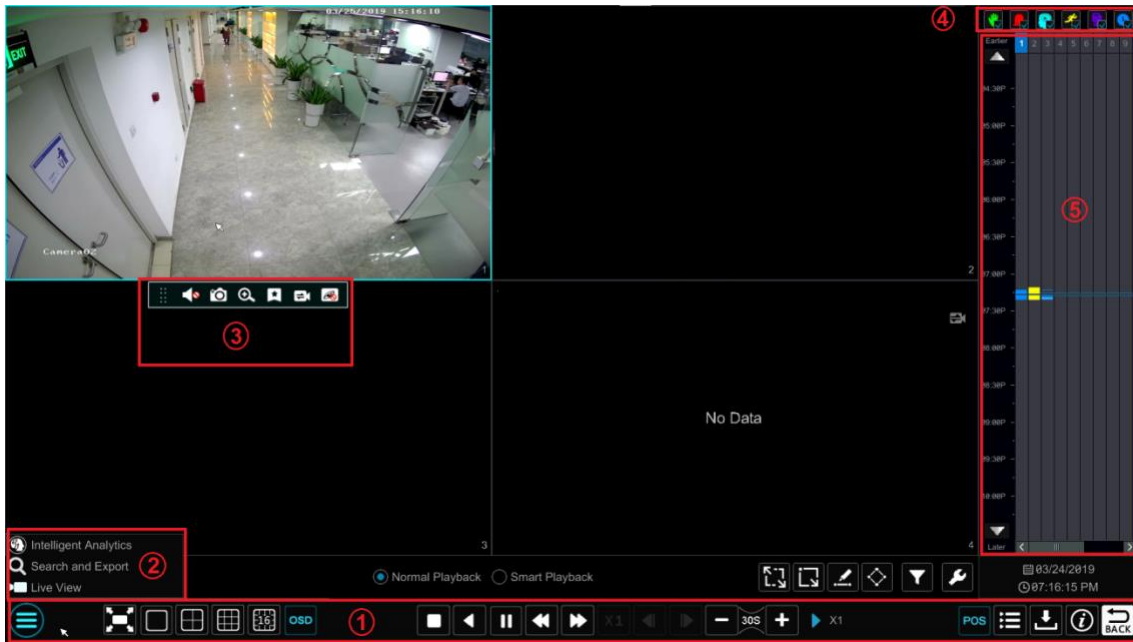 03/25/2019 15:16:10
EXIT
Camera02
1
2
3
4
④
Earlier
1 2 3 4 5 6 7 8 9
04:30P
05:00P
05:30P
06:00P
⑤
06:30P
07:00P
07:30P
08:00P
08:30P
09:00P
09:30P
10:00P
Later
③
No Data
Intelligent Analytics
Search and Export
Live View
②
Normal Playback
Smart Playback
03/24/2019
07:16:15 PM
16
OSD
①
X1
30S
X1
POS
BACK